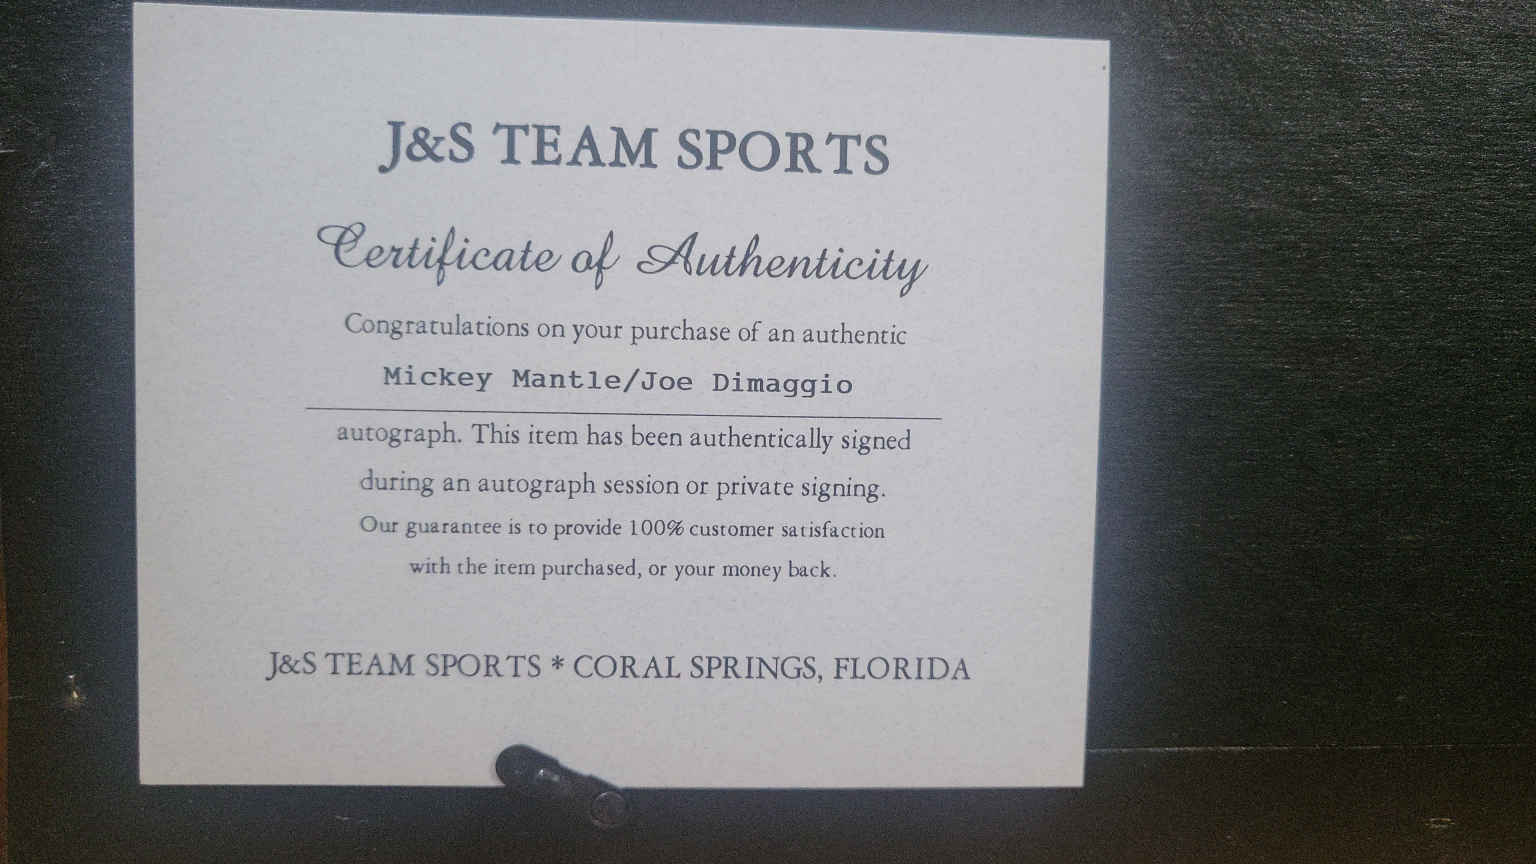 J&S TEAM SPORTS
Certificate of Authenticity
Congratulations on your purchase of an authentic
Mickey Mantle/Joe Dimaggio
autograph. This item has been authentically signed
during an autograph session or private signing.
Our guarantee is to provide 100% customer satisfaction
with the item purchased, or your money back.
J&S TEAM SPORTS * CORAL SPRINGS, FLORIDA